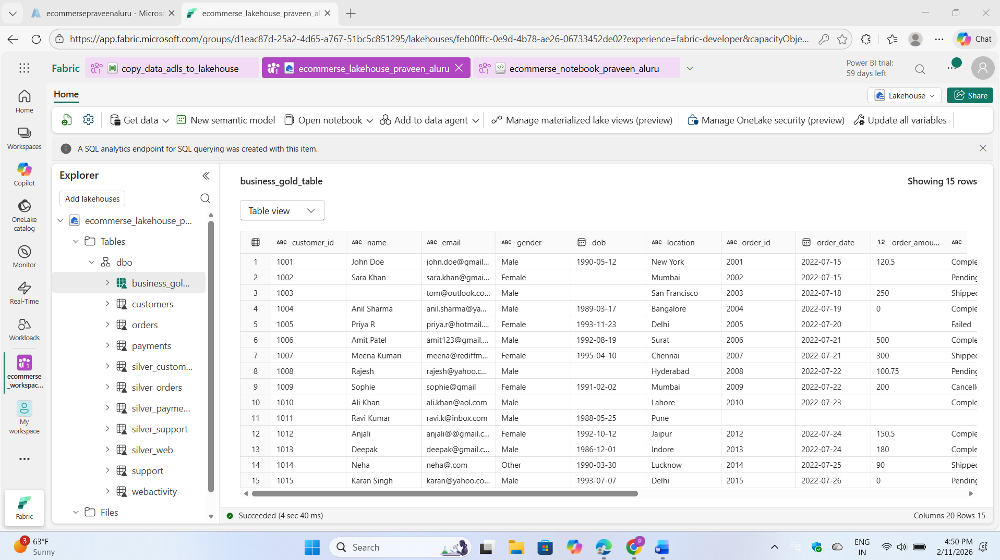 ecommersepraveenaluru - Micros
ecommerse_lakehouse_praveen_al
https://app.fabric.microsoft.com/groups/d1eac87d-25a2-4d65-a767-51bc5c851295/lakehouses/feb00ffc-0e9d-4b78-ae26-06733452de02?experience=fabric-developer&capacityObje...
Chat
Fabric
copy_data_adls_to_lakehouse
ecommerse_lakehouse_praveen_aluru
ecommerse_notebook_praveen_aluru
Power BI trial:
59 days left
Home
Lakehouse
Share
Get data
New semantic model
Open notebook
Add to data agent
Manage materialized lake views (preview)
Manage OneLake security (preview)
Update all variables
A SQL analytics endpoint for SQL querying was created with this item.
Home
Workspaces
Copilot
OneLake
catalog
Monitor
Real-Time
Workloads
ecommerse
_workspac...
My
workspace
Fabric
Explorer
Add lakehouses
ecommerse_lakehouse_p...
Tables
dbo
business_gol...
customers
orders
payments
silver_custom...
silver_orders
silver_payme...
silver_support
silver_web
support
webactivity
Files
business_gold_table
Showing 15 rows
Table view
ABC customer_id ABC name ABC email ABC gender dob ABC location ABC order_id order_date 1.2 order_amou... ABC
1 1001 John Doe john.doe@gmail... Male 1990-05-12 New York 2001 2022-07-15 120.5 Comple
2 1002 Sara Khan sara.khan@gmai... Female Mumbai 2002 2022-07-15 Pending
3 1003 tom@outlook.co... Male San Francisco 2003 2022-07-18 250 Shipped
4 1004 Anil Sharma anil.sharma@ya... Male 1989-03-17 Bangalore 2004 2022-07-19 0 Comple
5 1005 Priya R priya.r@hotmail.... Female 1993-11-23 Delhi 2005 2022-07-20 Failed
6 1006 Amit Patel amit123@gmail.... Male 1992-08-19 Surat 2006 2022-07-21 500 Comple
7 1007 Meena Kumari meena@rediffm... Female 1995-04-10 Chennai 2007 2022-07-21 300 Shipped
8 1008 Rajesh rajesh@yahoo.c... Male Hyderabad 2008 2022-07-22 100.75 Pending
9 1009 Sophie sophie@gmail Female 1991-02-02 Mumbai 2009 2022-07-22 200 Cancell
10 1010 Ali Khan ali.khan@aol.com Male Lahore 2010 2022-07-23 Comple
11 1011 Ravi Kumar ravi.k@inbox.com Male 1988-05-25 Pune
12 1012 Anjali anjali@@gmail.c... Female 1992-10-12 Jaipur 2012 2022-07-24 150.5 Comple
13 1013 Deepak deepak@gmail.c... Male 1986-12-01 Indore 2013 2022-07-24 180 Comple
14 1014 Neha neha@.com Other 1990-03-30 Lucknow 2014 2022-07-25 90 Shipped
15 1015 Karan Singh karan@yahoo.co... Male 1993-07-07 Delhi 2015 2022-07-26 0 Pending
Succeeded (4 sec 40 ms)
Columns 20 Rows 15
3
63°F
Sunny
Search
P
W
ENG
IN
4:50 PM
2/11/2026